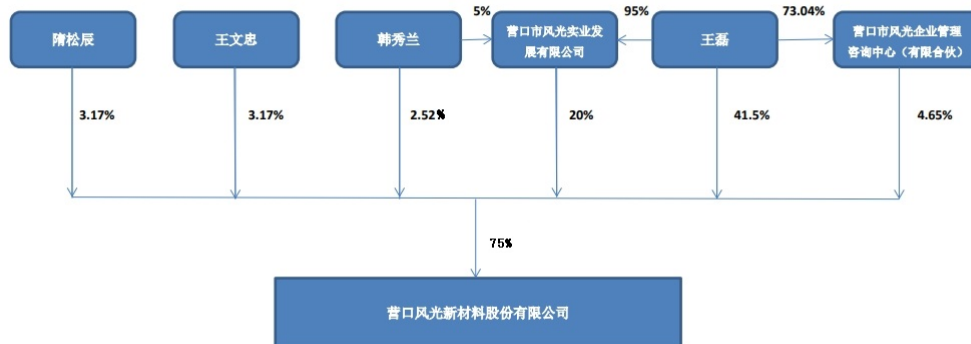 5%
95%
73.04%
隋松辰
王文忠
韩秀兰
营口市风光实业发
展有限公司
王磊
营口市风光企业管理
咨询中心（有限合伙）
3.17%
3.17%
2.52%
20%
41.5%
4.65%
75%
营口风光新材料股份有限公司